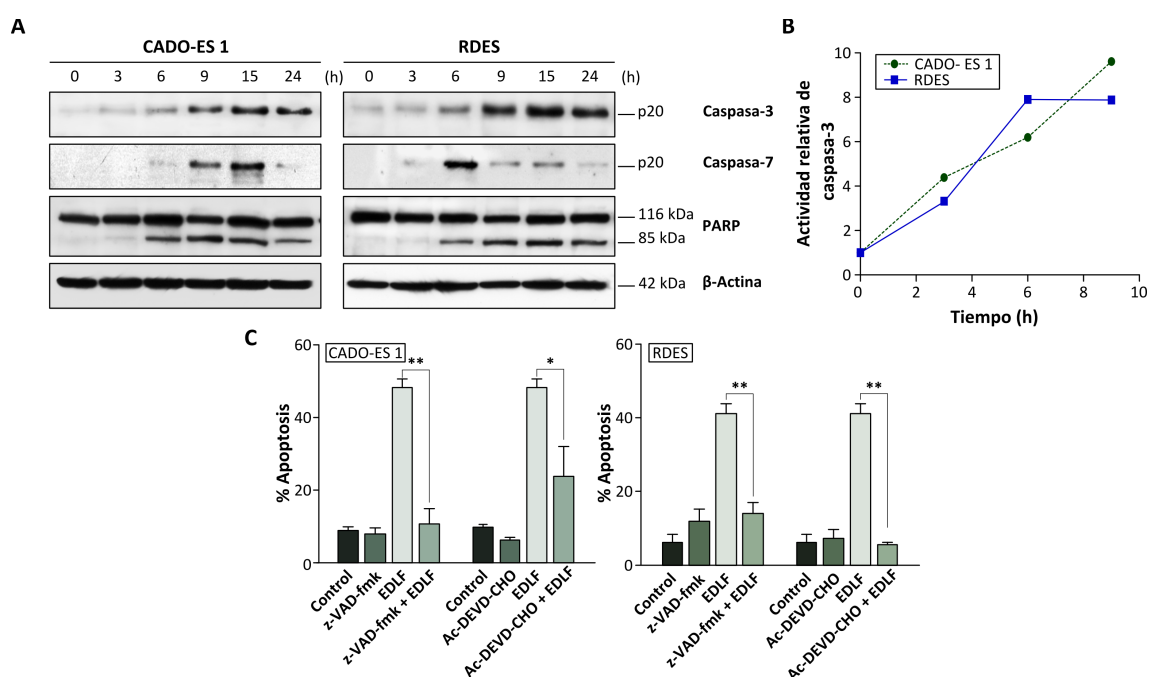 A
CADO-ES 1
RDES
0 3 6 9 15 24 (h)
0 3 6 9 15 24 (h)
p20
Caspasa-3
p20
Caspasa-7
116 kDa
85 kDa
PARP
42 kDa
β-Actina
B
Actividad relativa de
caspasa-3
10
8
6
4
2
0
CADO- ES 1
RDES
0 2 4 6 8 10
Tiempo (h)
C
% Apoptosis
60
40
20
0
CADO-ES 1
**
*
Control
z-VAD-fmk
EDLF
z-VAD-fmk + EDLF
Control
Ac-DEVD-CHO
EDLF
Ac-DEVD-CHO + EDLF
% Apoptosis
60
40
20
0
RDES
**
**
Control
z-VAD-fmk
EDLF
z-VAD-fmk + EDLF
Control
Ac-DEVD-CHO
EDLF
Ac-DEVD-CHO + EDLF